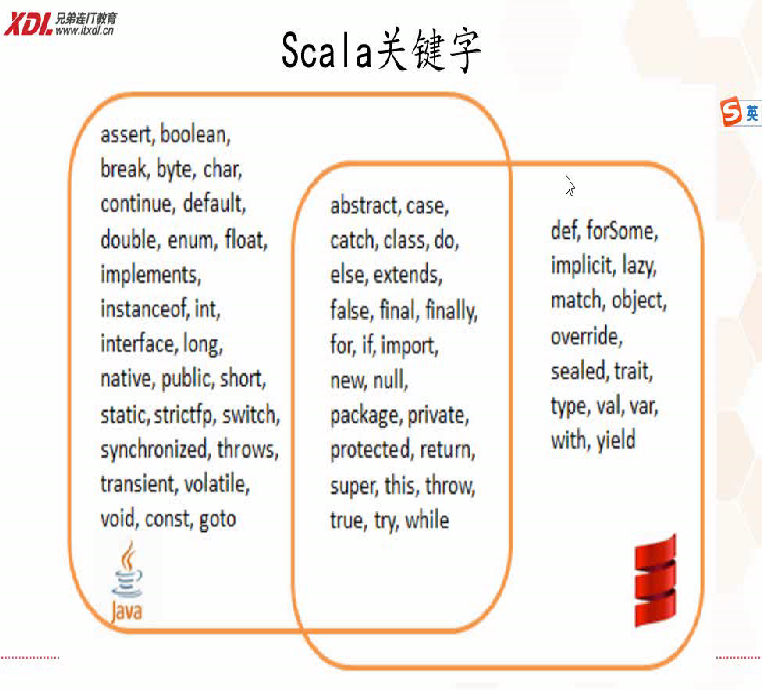 XDL兄弟连IT教育
www.itxdl.cn
Scala关键字
英
assert, boolean,
break, byte, char,
continue, default,
double, enum, float,
implements,
instanceof, int,
interface, long,
native, public, short,
static, strictfp, switch,
synchronized, throws,
transient, volatile,
void, const, goto
Java
abstract, case,
catch, class, do,
else, extends,
false, final, finally,
for, if, import,
new, null,
package, private,
protected, return,
super, this, throw,
true, try, while
def, forSome,
implicit, lazy,
match, object,
override,
sealed, trait,
type, val, var,
with, yield